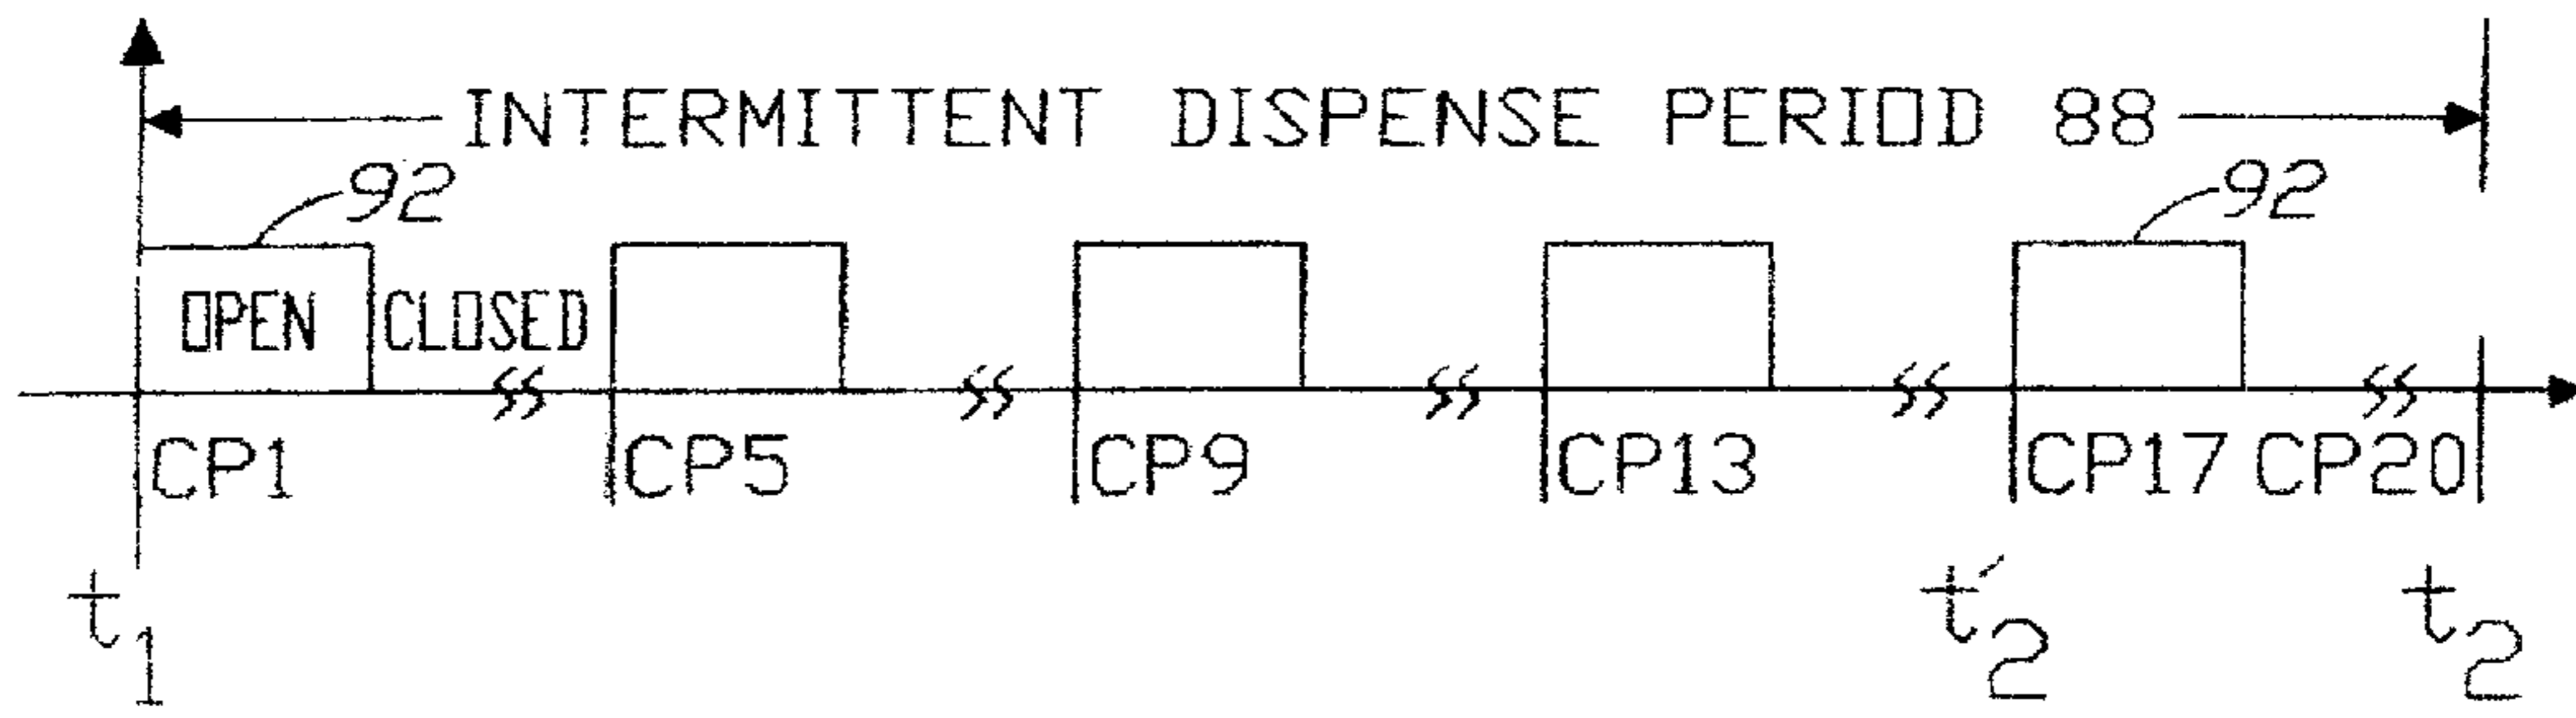 INTERMITTENT DISPENSE PERIOD 88
92 92
OPEN CLOSED
CP1 CP5 CP9 CP13 CP17 CP20
t1 t'2 t2